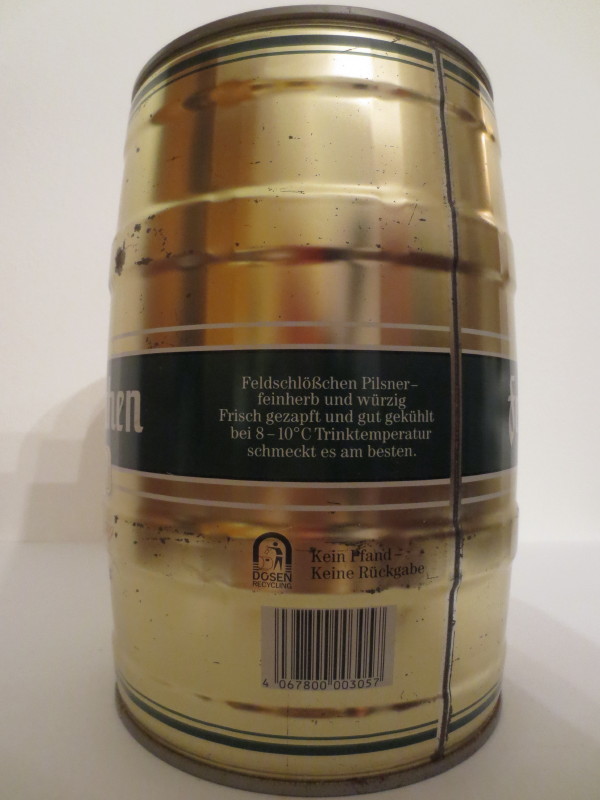 hen
Feldschlößchen Pilsner–
feinherb und würzig
Frisch gezapft und gut gekühlt
bei 8–10°C Trinktemperatur
schmeckt es am besten.
DOSEN
RECYCLING
Kein Pfand–
Keine Rückgabe
4 067800 003057